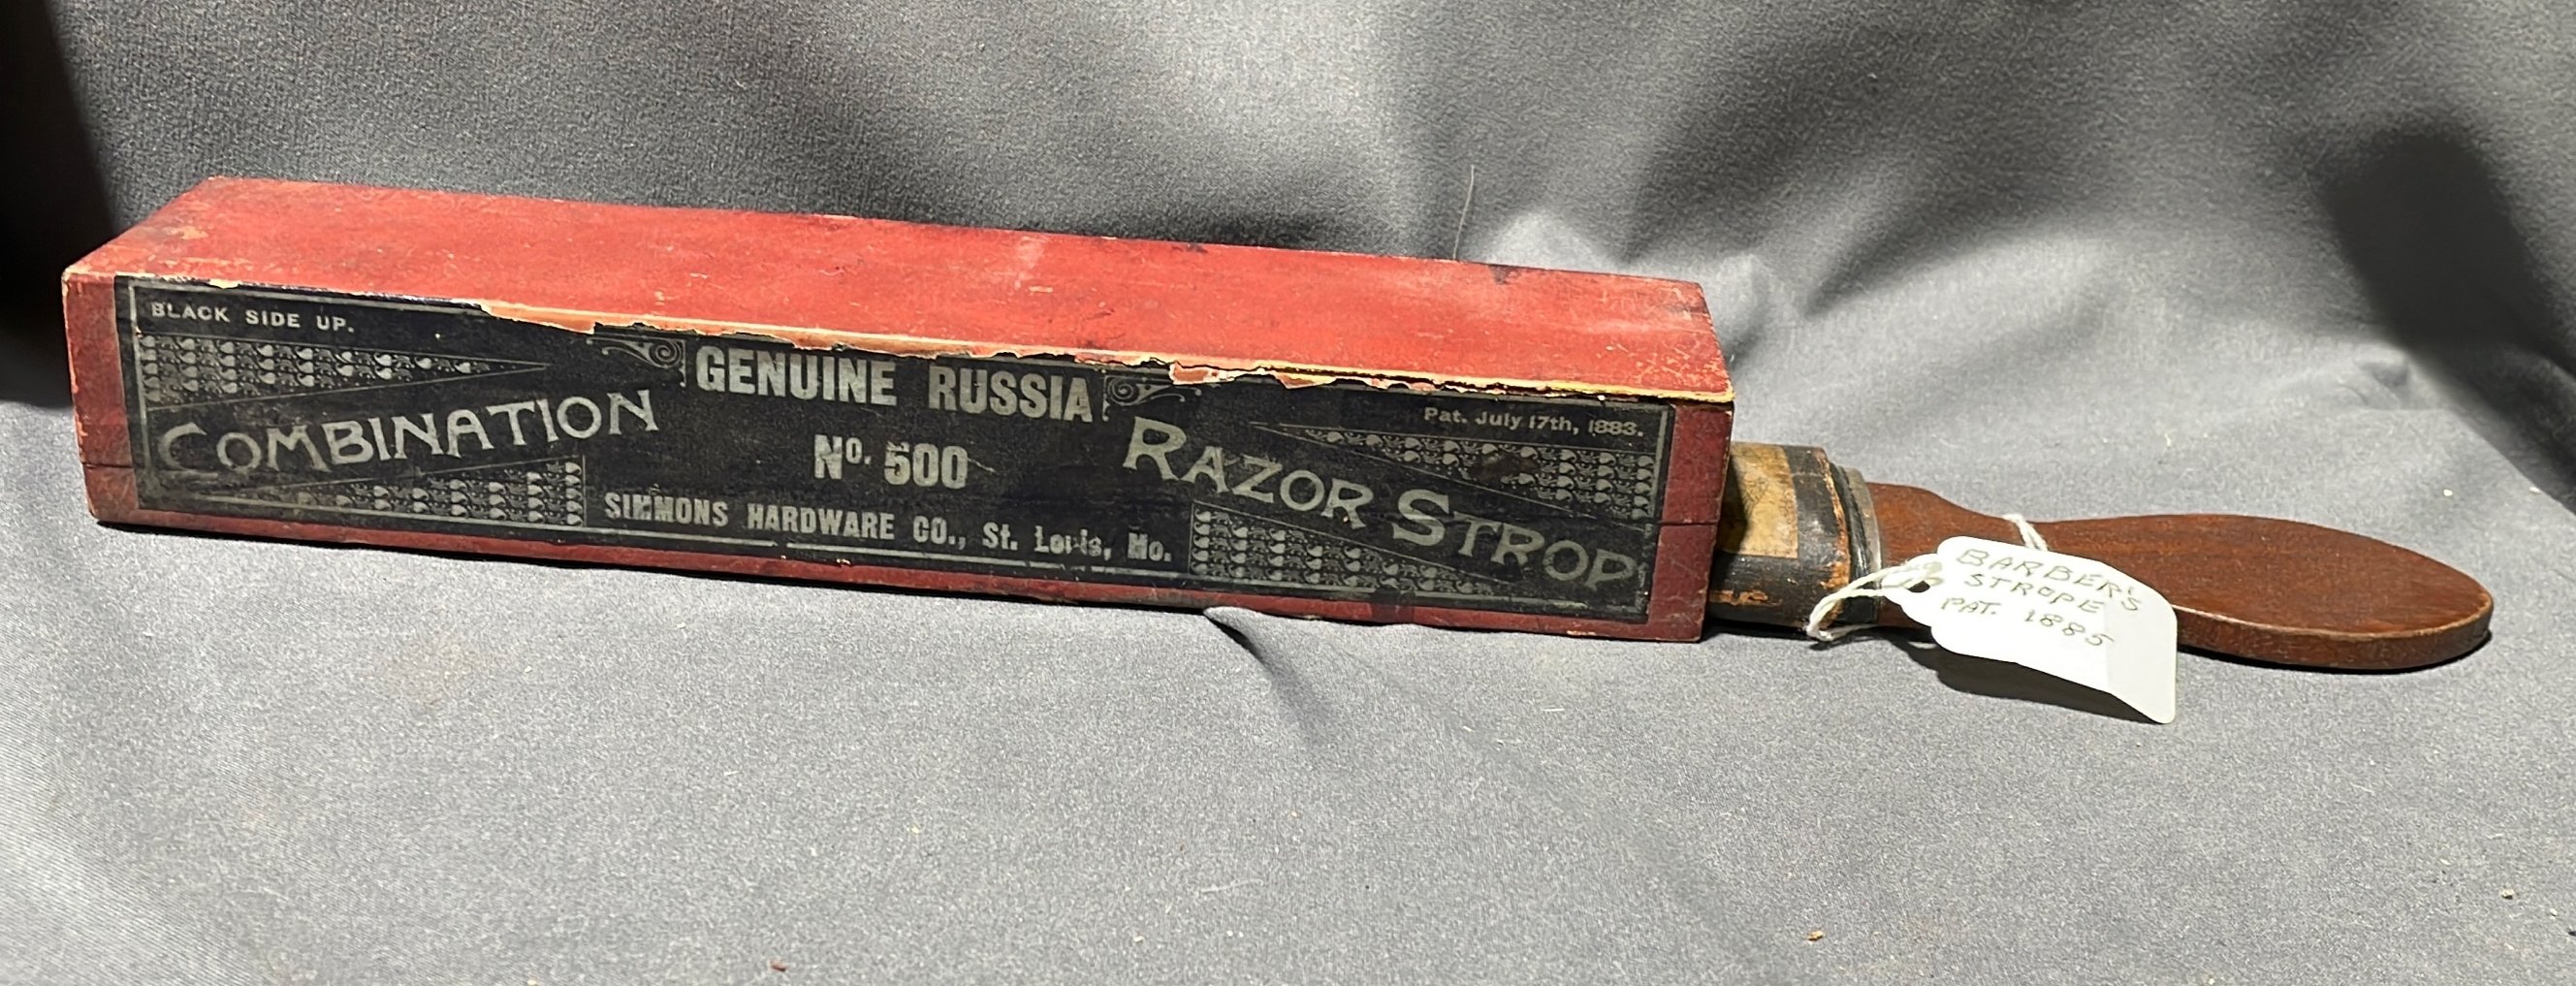 BLACK SIDE UP.
GENUINE RUSSIA
Pat. July 17th, 1883.
COMBINATION
No. 500
RAZOR STROP
SIMMONS HARDWARE CO., St. Louis, Mo.
BARBER'S
STROPE
PAT. 1885